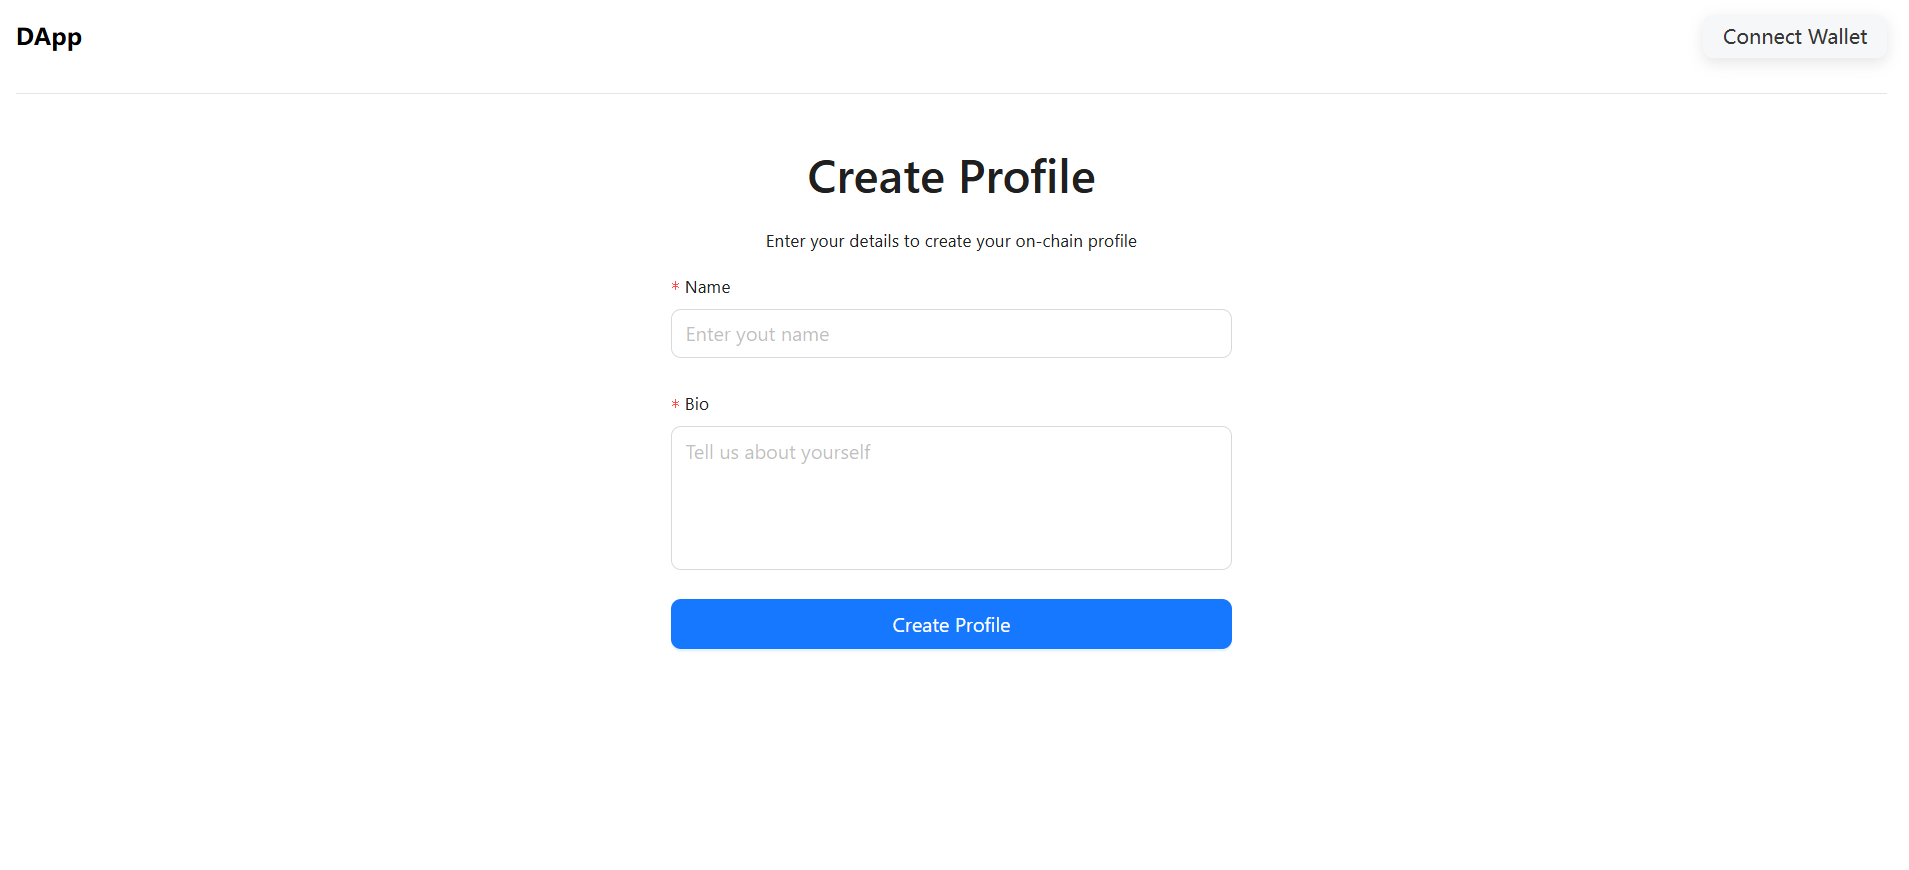 DApp
Connect Wallet
Create Profile
Enter your details to create your on-chain profile
* Name
Enter yout name
* Bio
Tell us about yourself
Create Profile